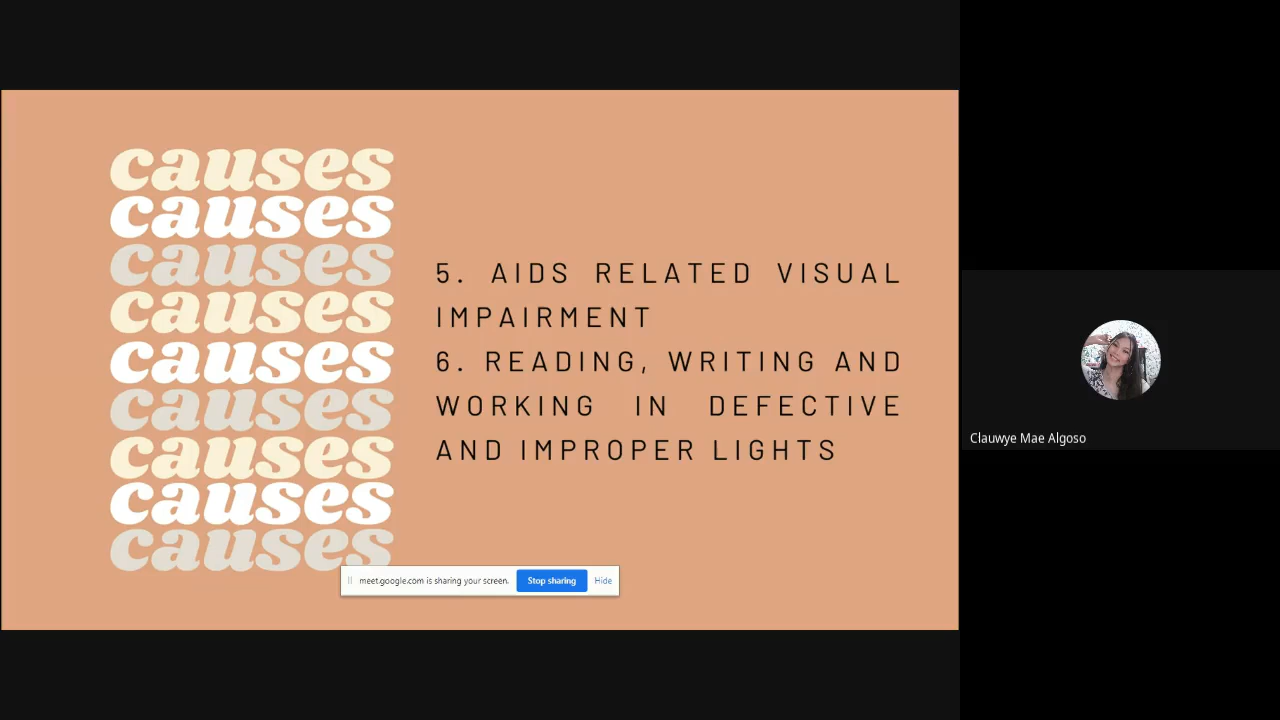 causes
causes
causes
causes
causes
causes
causes
causes
causes
5. AIDS RELATED VISUAL
IMPAIRMENT
6. READING, WRITING AND
WORKING IN DEFECTIVE
AND IMPROPER LIGHTS
meet.google.com is sharing your screen.
Stop sharing
Hide
Clauwye Mae Algoso